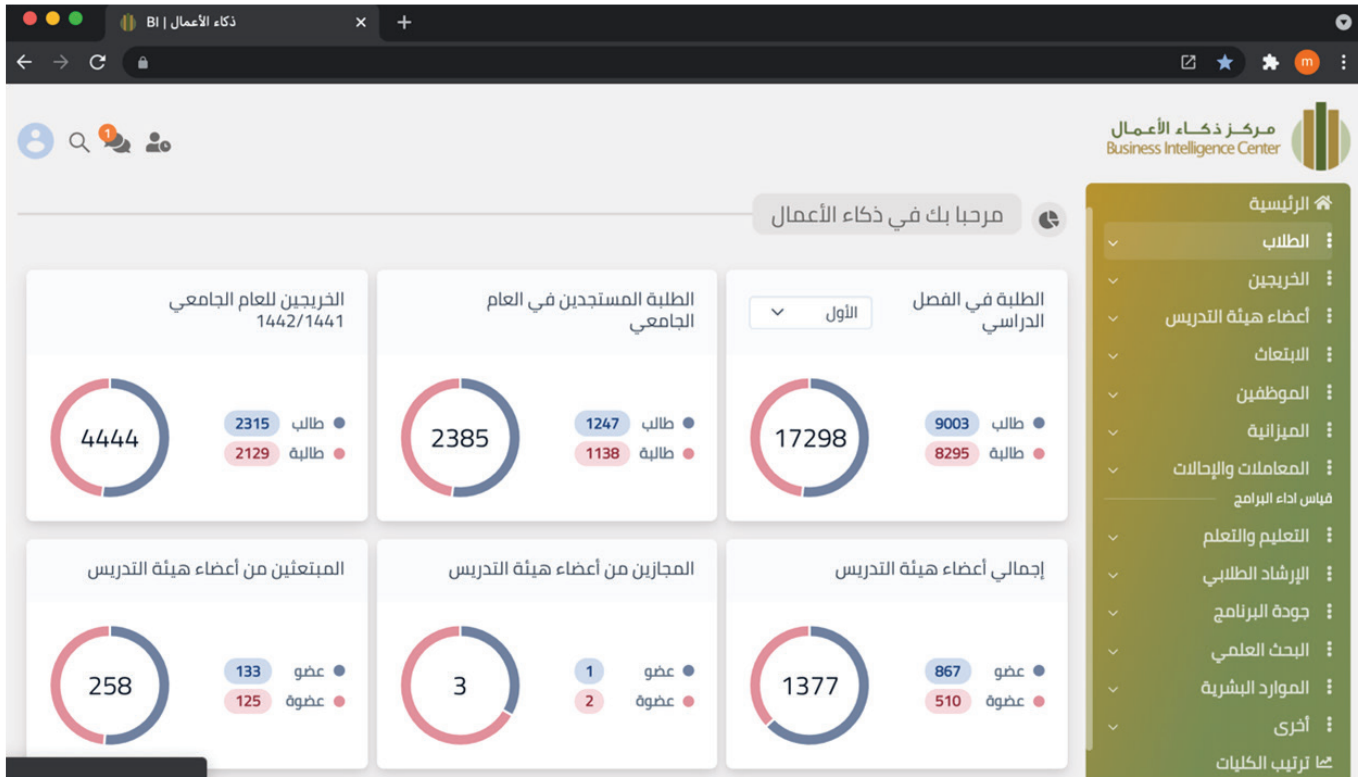 ذكاء الأعمال | BI
m
مركز ذكاء الأعمال
Business Intelligence Center
1
الرئيسية
الطلاب
الخريجين
أعضاء هيئة التدريس
الابتعاث
الموظفين
الميزانية
المعاملات والإحالات
قياس اداء البرامج
التعليم والتعلم
الإرشاد الطلابي
جودة البرنامج
البحث العلمي
الموارد البشرية
أخرى
ترتيب الكليات
مرحبا بك في ذكاء الأعمال
الطلبة في الفصل
الدراسي
الأول
طالب 9003
طالبة 8295
17298
الطلبة المستجدين في العام
الجامعي
طالب 1247
طالبة 1138
2385
الخريجين للعام الجامعي
1442/1441
طالب 2315
طالبة 2129
4444
إجمالي أعضاء هيئة التدريس
عضو 867
عضوة 510
1377
المجازين من أعضاء هيئة التدريس
عضو 1
عضوة 2
3
المبتعثين من أعضاء هيئة التدريس
عضو 133
عضوة 125
258